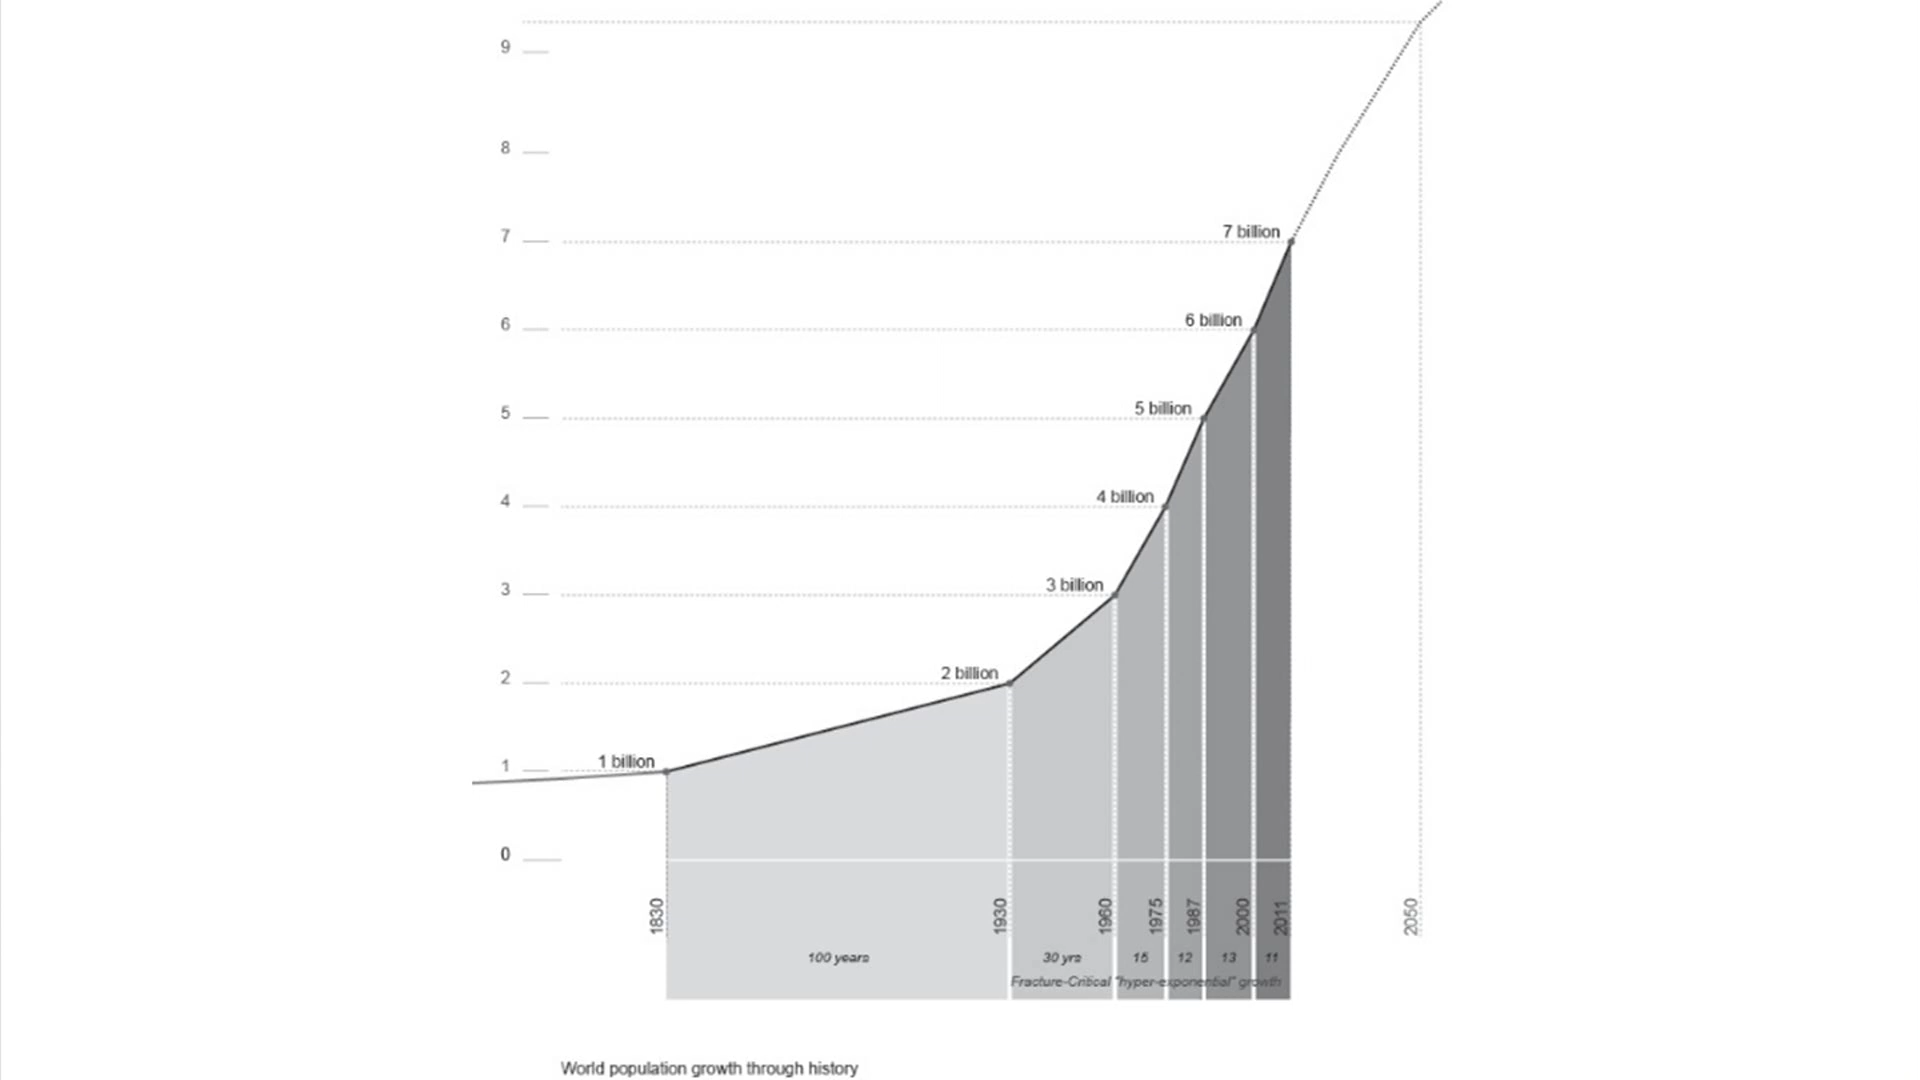 9
8
7
7 billion
6
6 billion
5
5 billion
4
4 billion
3
3 billion
2
2 billion
1
1 billion
0
1830
1930
1960
1975
1987
2000
2011
2050
100 years
30 yrs
15
12
13
11
Fracture-Critical "hyper-exponential" growth
World population growth through history